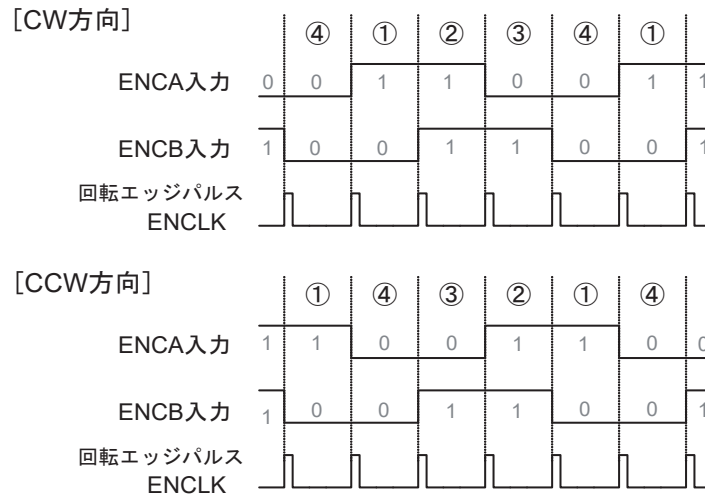 [CW方向]
④ ① ② ③ ④ ①
ENCA入力 0 0 1 1 0 0 1 1
ENCB入力 1 0 0 1 1 0 0 1
回転エッジパルス
ENCLK
[CCW方向]
① ④ ③ ② ① ④
ENCA入力 1 1 0 0 1 1 0 0
ENCB入力 1 0 0 1 1 0 0 1
回転エッジパルス
ENCLK